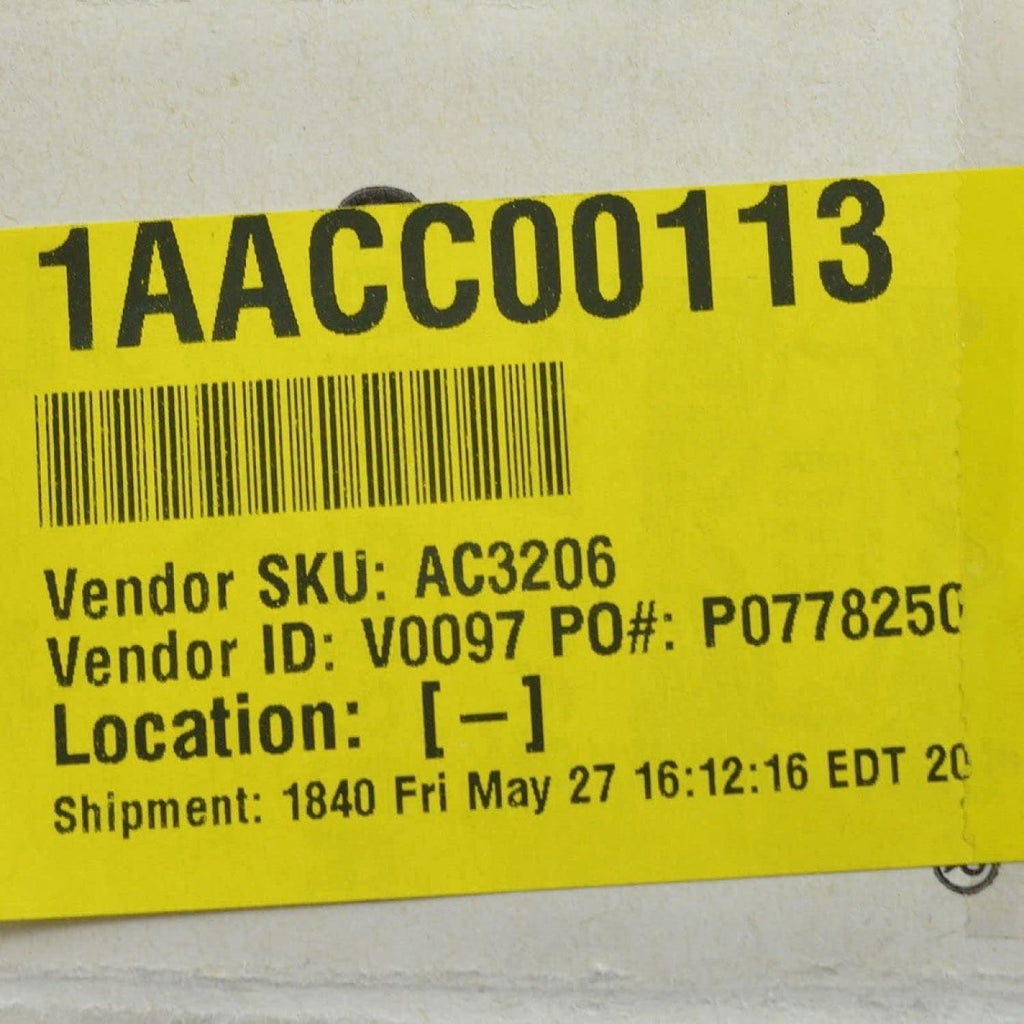 1AACC00113
Vendor SKU: AC3206
Vendor ID: V0097 PO#: P0778250
Location: [-]
Shipment: 1840 Fri May 27 16:12:16 EDT 20